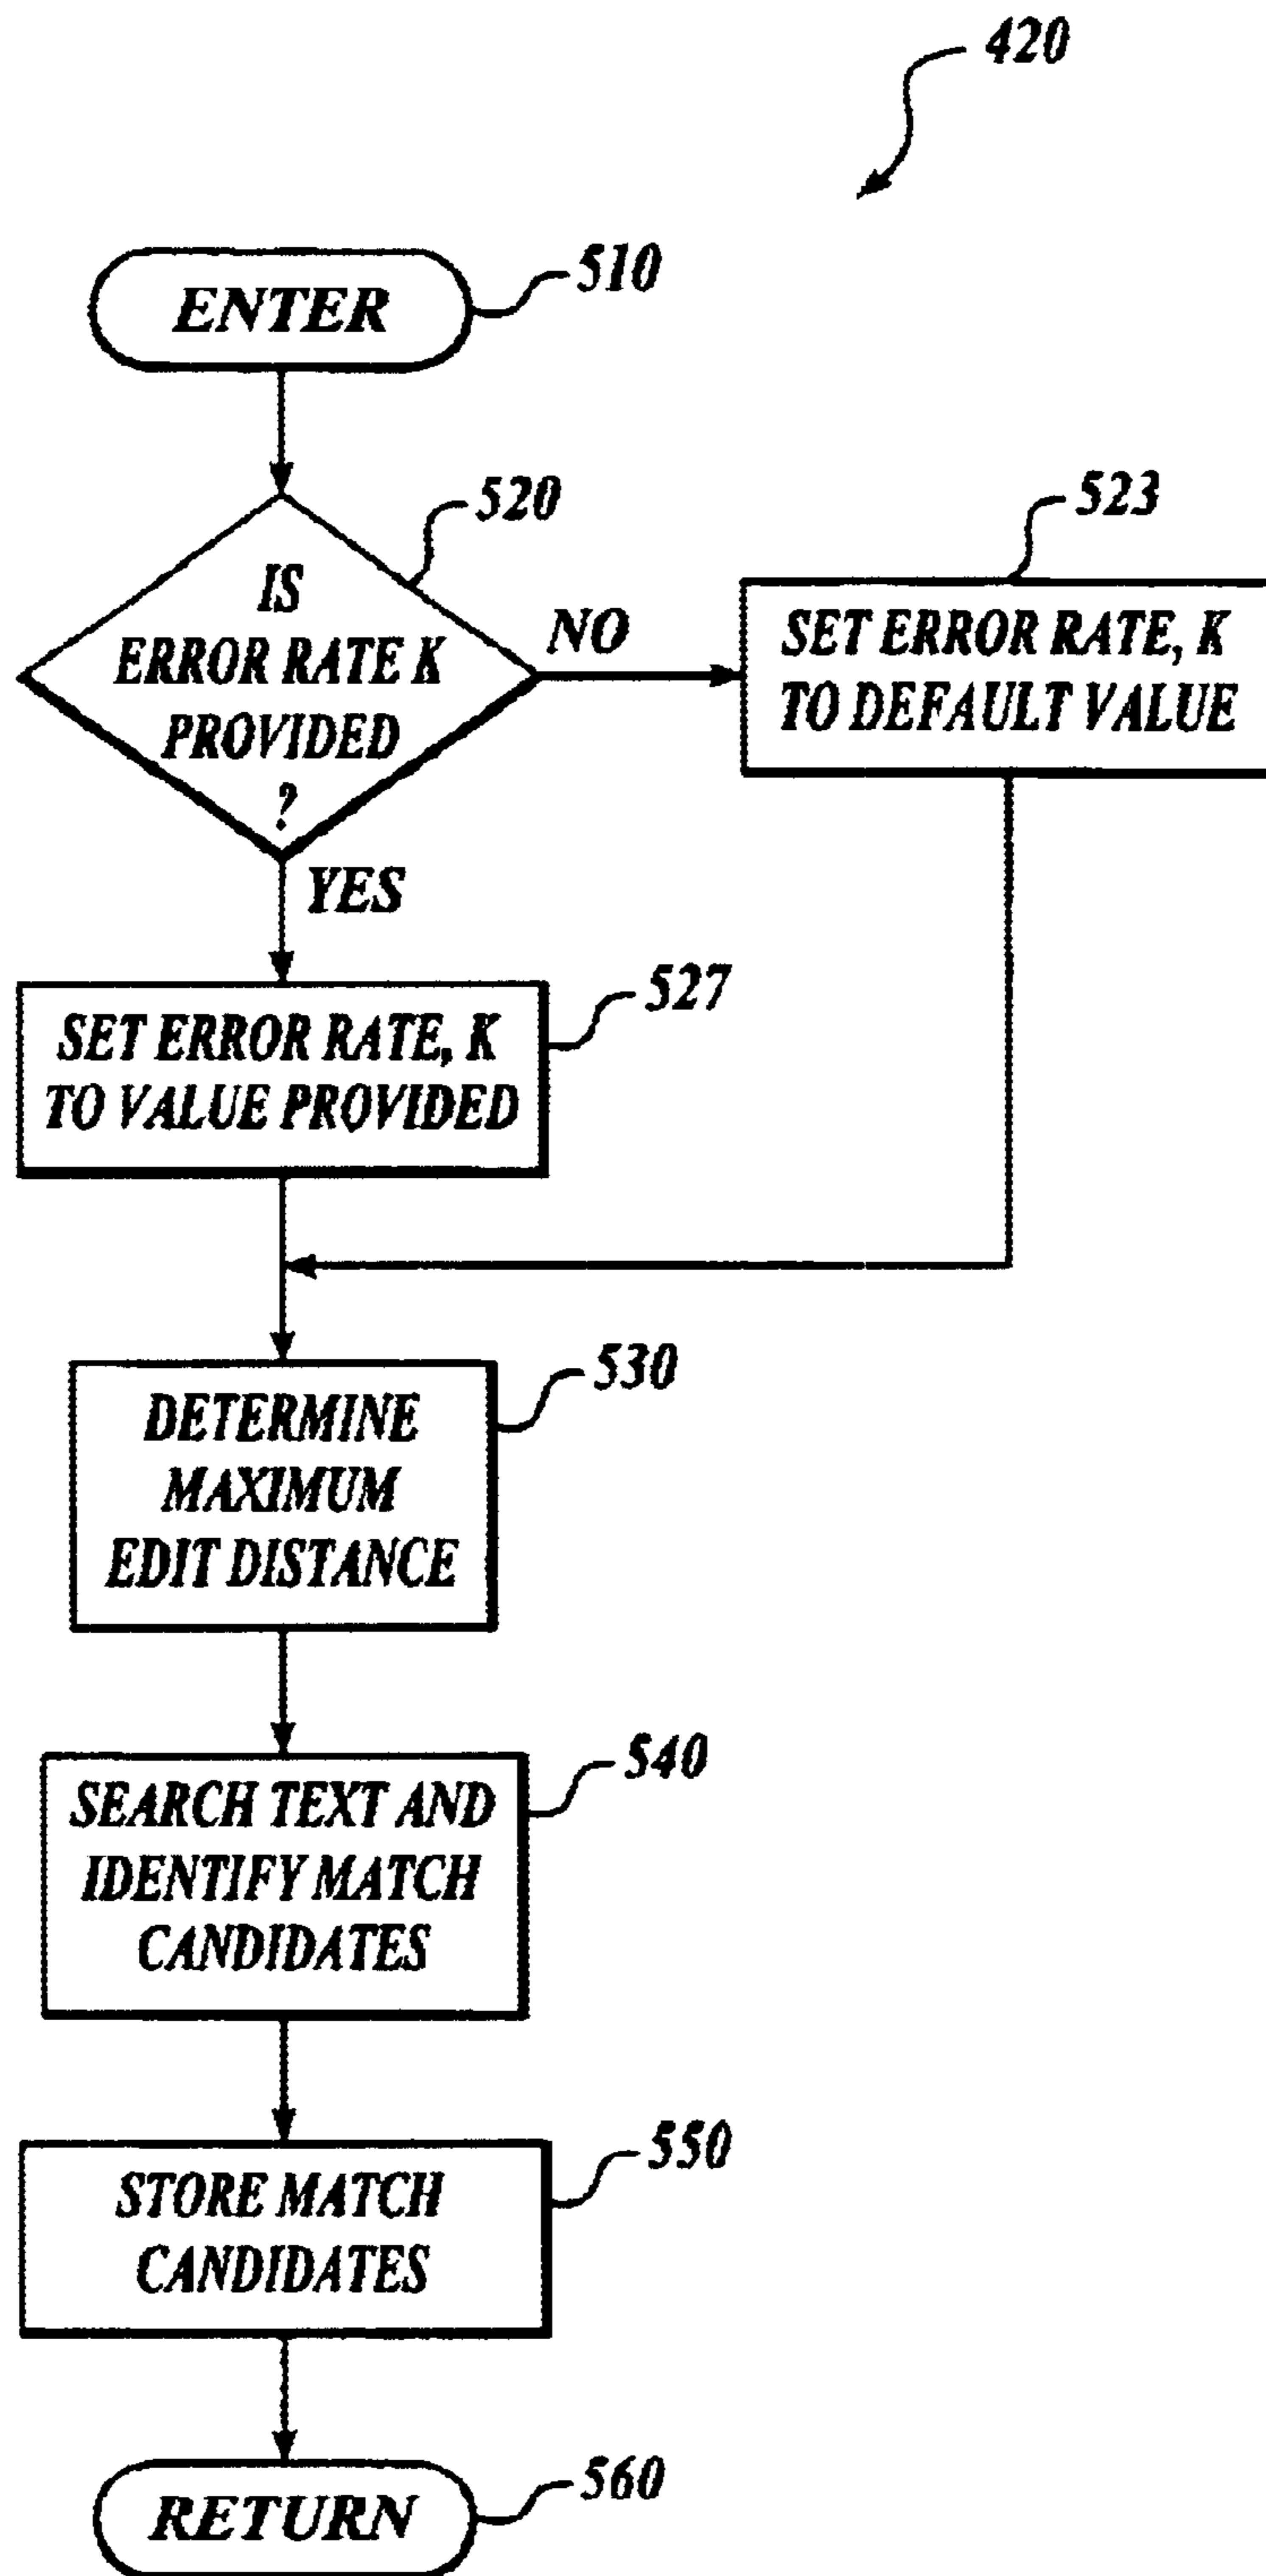 420
510
ENTER
520
523
IS
ERROR RATE K
PROVIDED
?
NO
SET ERROR RATE, K
TO DEFAULT VALUE
YES
527
SET ERROR RATE, K
TO VALUE PROVIDED
530
DETERMINE
MAXIMUM
EDIT DISTANCE
540
SEARCH TEXT AND
IDENTIFY MATCH
CANDIDATES
550
STORE MATCH
CANDIDATES
560
RETURN